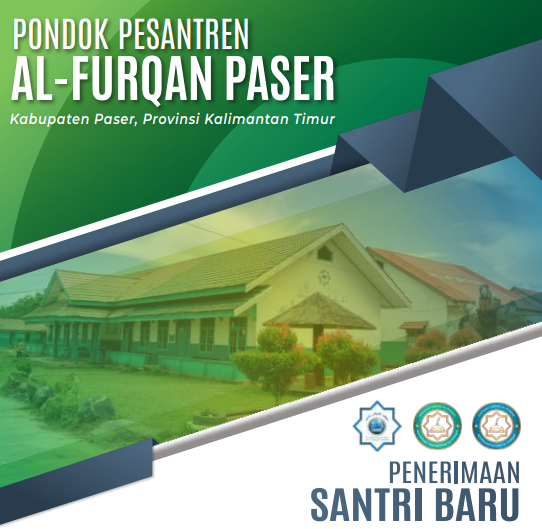 PONDOK PESANTREN
AL-FURQAN PASER
Kabupaten Paser, Provinsi Kalimantan Timur
PENERIMAAN
SANTRI BARU